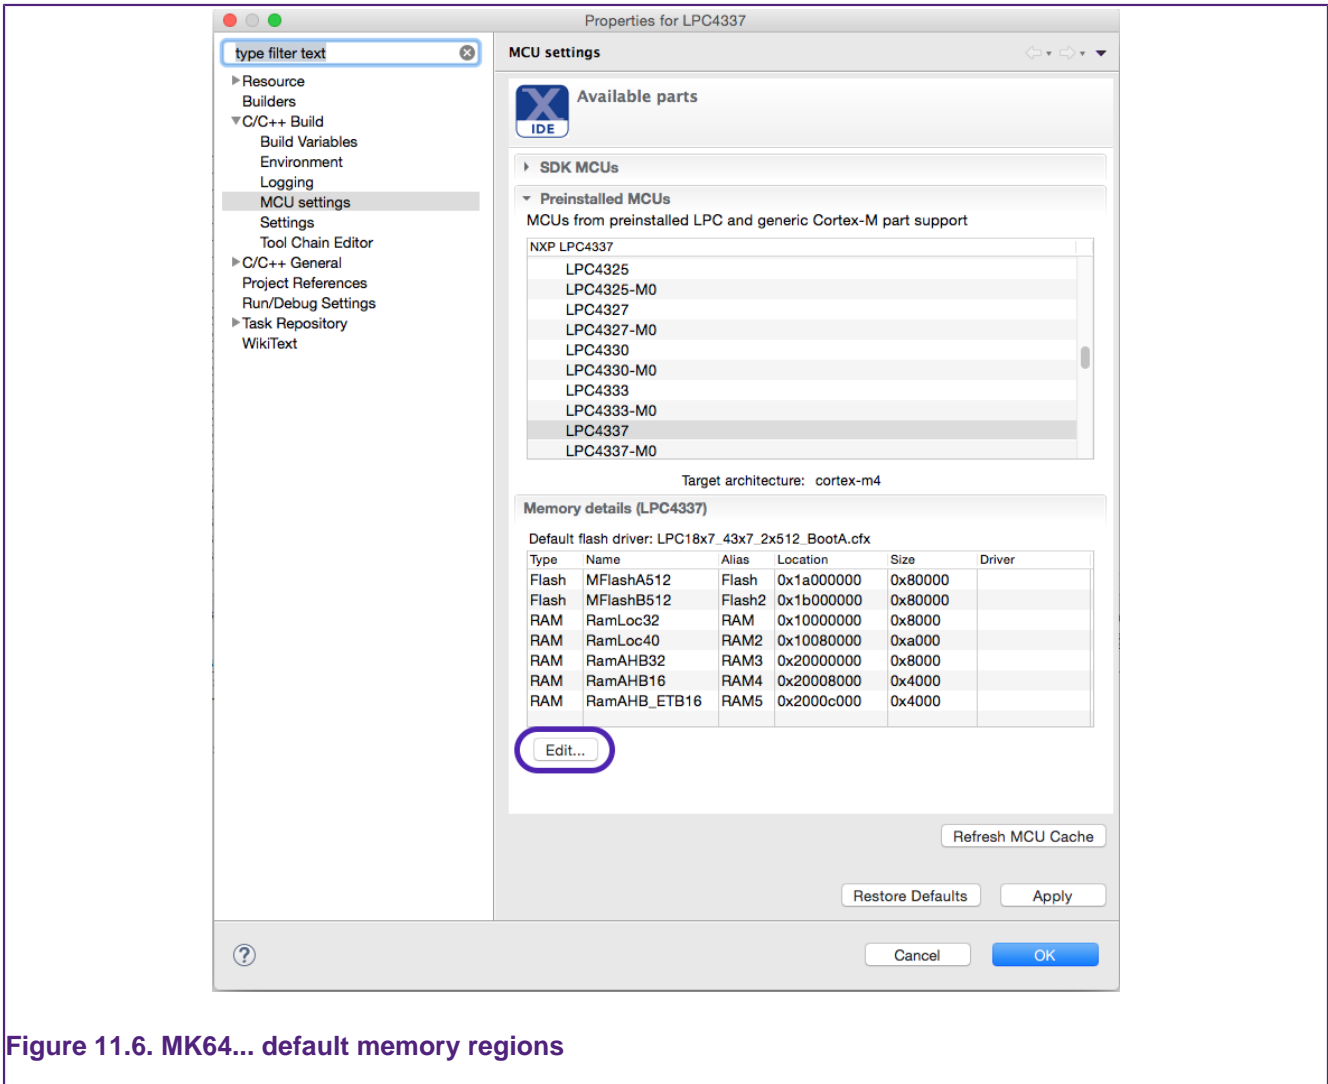 Properties for LPC4337
type filter text
MCU settings
Resource
Builders
C/C++ Build
Build Variables
Environment
Logging
MCU settings
Settings
Tool Chain Editor
C/C++ General
Project References
Run/Debug Settings
Task Repository
WikiText
X
IDE
Available parts
SDK MCUs
Preinstalled MCUs
MCUs from preinstalled LPC and generic Cortex-M part support
NXP LPC4337
LPC4325
LPC4325-M0
LPC4327
LPC4327-M0
LPC4330
LPC4330-M0
LPC4333
LPC4333-M0
LPC4337
LPC4337-M0
Target architecture: cortex-m4
Memory details (LPC4337)
Default flash driver: LPC18x7_43x7_2x512_BootA.cfx
Type Name Alias Location Size Driver
Flash MFlashA512 Flash 0x1a000000 0x80000
Flash MFlashB512 Flash2 0x1b000000 0x80000
RAM RamLoc32 RAM 0x10000000 0x8000
RAM RamLoc40 RAM2 0x10080000 0xa000
RAM RamAHB32 RAM3 0x20000000 0x8000
RAM RamAHB16 RAM4 0x20008000 0x4000
RAM RamAHB_ETB16 RAM5 0x2000c000 0x4000
Edit...
Refresh MCU Cache
Restore Defaults Apply
? Cancel OK
Figure 11.6. MK64... default memory regions